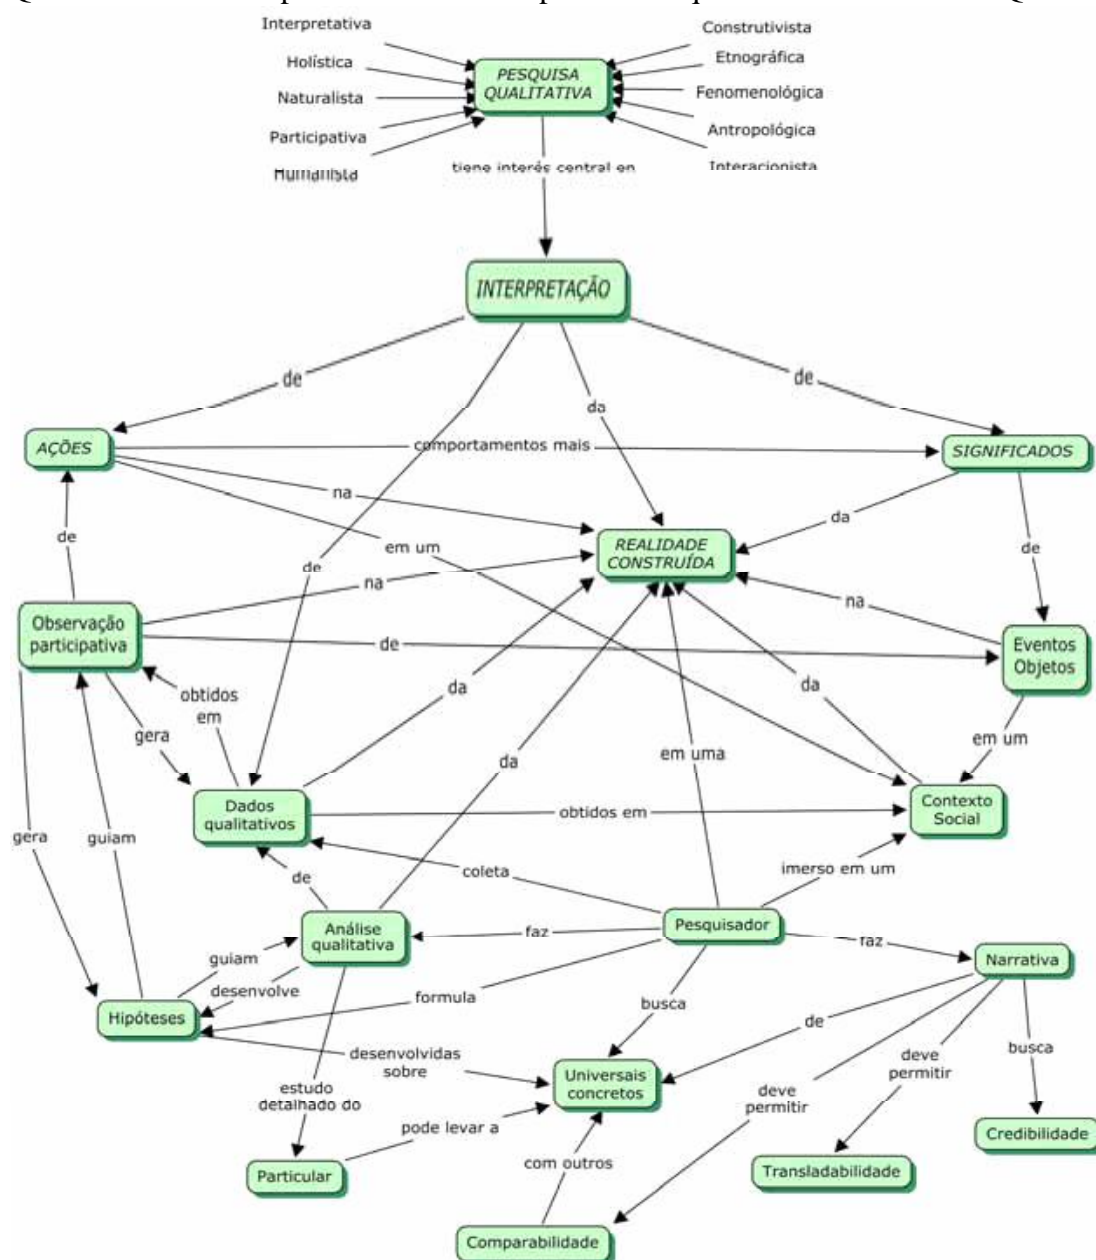 Interpretativa
Holística
Naturalista
Participativa
Humanista
PESQUISA
QUALITATIVA
Construtivista
Etnográfica
Fenomenológica
Antropológica
Interacionista
tiene interés central en
INTERPRETAÇÃO
de
da
de
de
AÇÕES
comportamentos mais
SIGNIFICADOS
na
em um
da
de
REALIDADE
CONSTRUÍDA
de
na
na
Observação
participativa
de
Eventos
Objetos
obtidos
em
gera
da
da
da
em uma
em um
gera
guiam
Dados
qualitativos
obtidos em
Contexto
Social
de
coleta
imerso em um
Análise
qualitativa
faz
Pesquisador
faz
Narrativa
guiam
desenvolve
formula
busca
de
Hipóteses
desenvolvidas
sobre
deve
permitir
busca
estudo
detalhado do
Universais
concretos
deve
permitir
pode levar a
Credibilidade
Particular
com outros
Transladabilidade
Comparabilidade